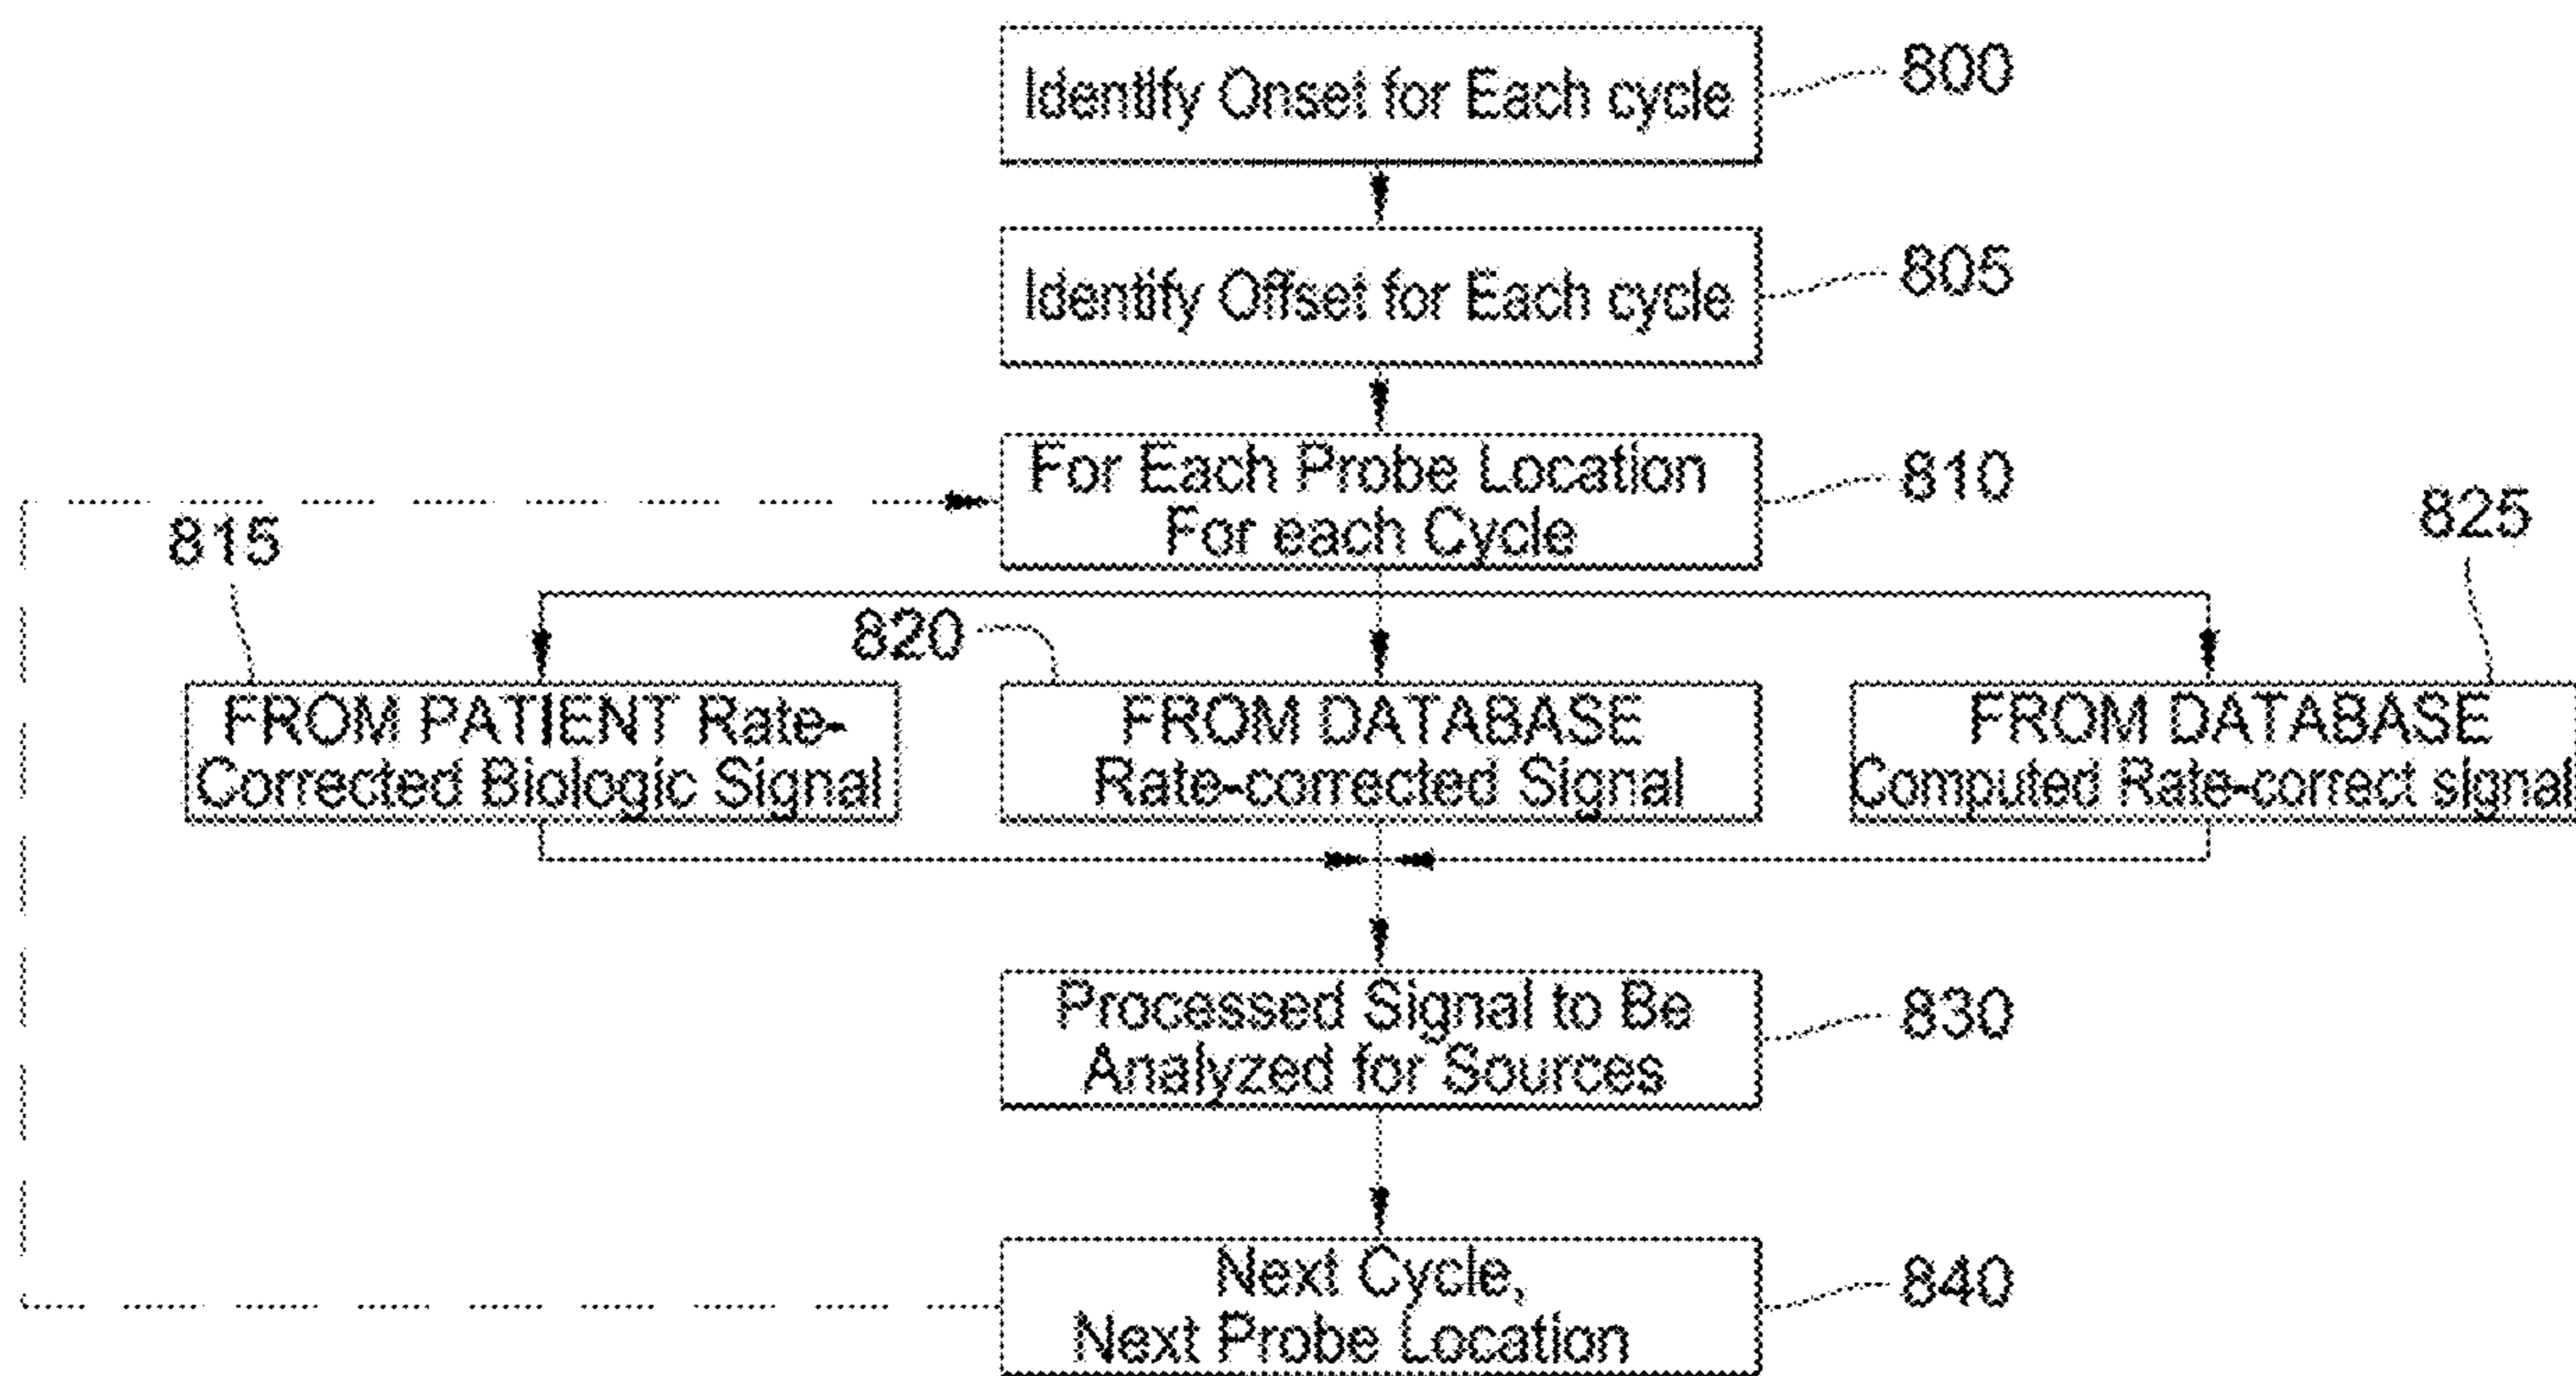 Identify Onset for Each cycle
800
Identify Offset for Each cycle
805
For Each Probe Location
For each Cycle
810
815
820
825
FROM PATIENT Rate-
Corrected Biologic Signal
FROM DATABASE
Rate-corrected Signal
FROM DATABASE
Computed Rate-correct signal
Processed Signal to Be
Analyzed for Sources
830
Next Cycle,
Next Probe Location
840